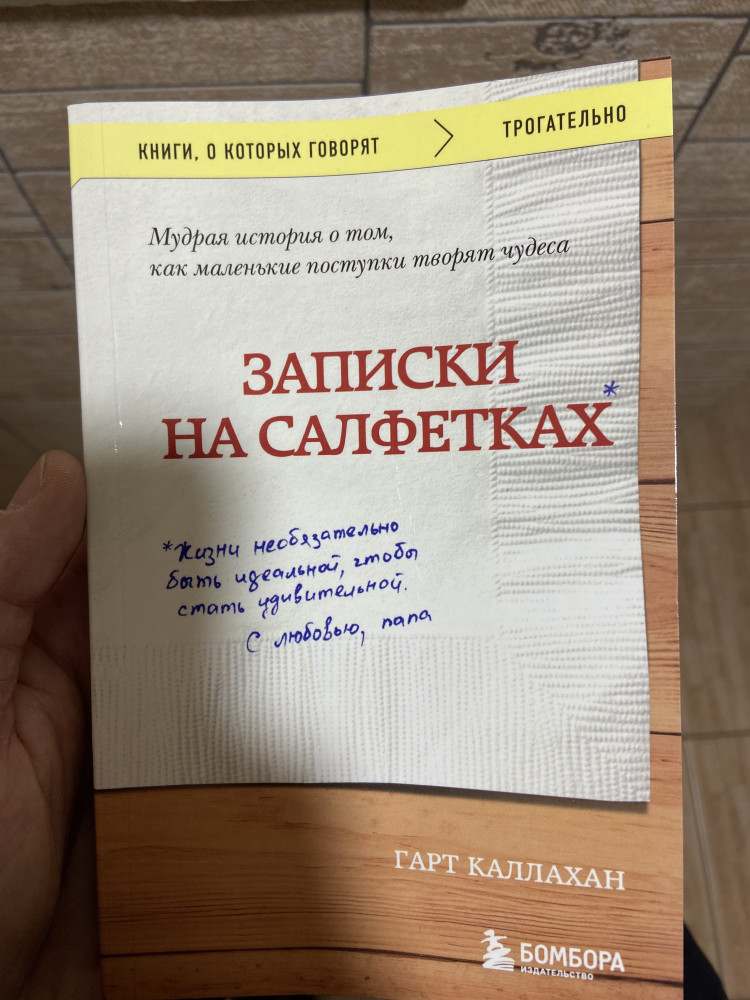 КНИГИ, О КОТОРЫХ ГОВОРЯТ > ТРОГАТЕЛЬНО
Мудрая история о том,
как маленькие поступки творят чудеса
ЗАПИСКИ
НА САЛФЕТКАХ*
*Жизни необязательно
быть идеальной, чтобы
стать удивительной.
С любовью, папа
ГАРТ КАЛЛАХАН
БОМБОРА
ИЗДАТЕЛЬСТВО